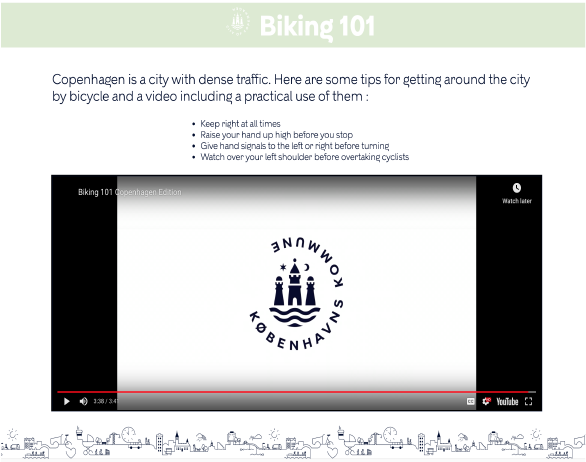 Biking 101
Copenhagen is a city with dense traffic. Here are some tips for getting around the city
by bicycle and a video including a practical use of them :
• Keep right at all times
• Raise your hand up high before you stop
• Give hand signals to the left or right before turning
• Watch over your left shoulder before overtaking cyclists
Biking 101 Copenhagen Edition
Watch later
KØBENHAVNS KOMMUNE
3:38 / 3:4
CC
YouTube